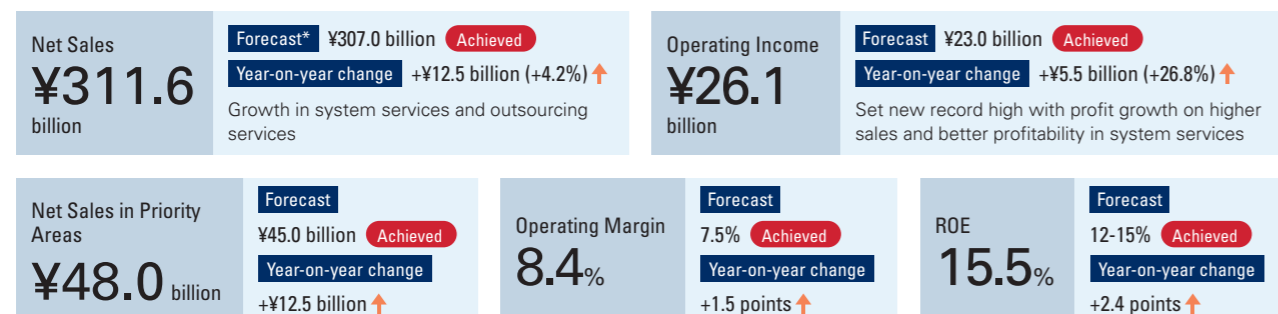 Net Sales
¥311.6
billion
Forecast* ¥307.0 billion Achieved
Year-on-year change +¥12.5 billion (+4.2%)
Growth in system services and outsourcing
services
Operating Income
¥26.1
billion
Forecast ¥23.0 billion Achieved
Year-on-year change +¥5.5 billion (+26.8%)
Set new record high with profit growth on higher
sales and better profitability in system services
Net Sales in Priority
Areas
¥48.0 billion
Forecast
¥45.0 billion Achieved
Year-on-year change
+¥12.5 billion
Operating Margin
8.4%
Forecast
7.5% Achieved
Year-on-year change
+1.5 points
ROE
15.5%
Forecast
12-15% Achieved
Year-on-year change
+2.4 points